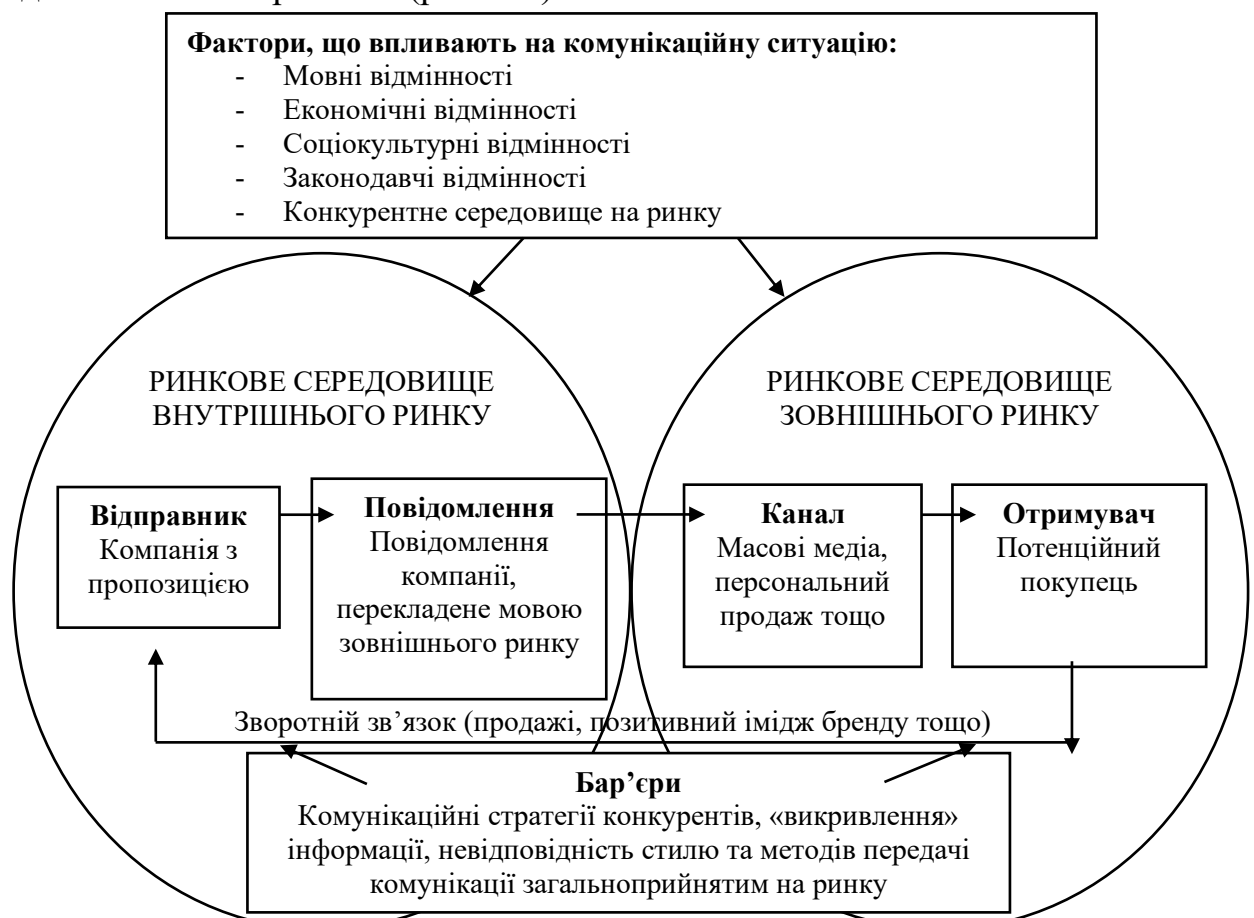 Фактори, що впливають на комунікаційну ситуацію:
- Мовні відмінності
- Економічні відмінності
- Соціокультурні відмінності
- Законодавчі відмінності
- Конкурентне середовище на ринку
РИНКОВЕ СЕРЕДОВИЩЕ
ВНУТРІШНЬОГО РИНКУ
РИНКОВЕ СЕРЕДОВИЩЕ
ЗОВНІШНЬОГО РИНКУ
Відправник
Компанія з
пропозицією
Повідомлення
Повідомлення
компанії,
перекладене мовою
зовнішнього ринку
Канал
Масові медіа,
персональний
продаж тощо
Отримувач
Потенційний
покупець
Зворотній зв’язок (продажі, позитивний імідж бренду тощо)
Бар’єри
Комунікаційні стратегії конкурентів, «викривлення»
інформації, невідповідність стилю та методів передачі
комунікації загальноприйнятим на ринку